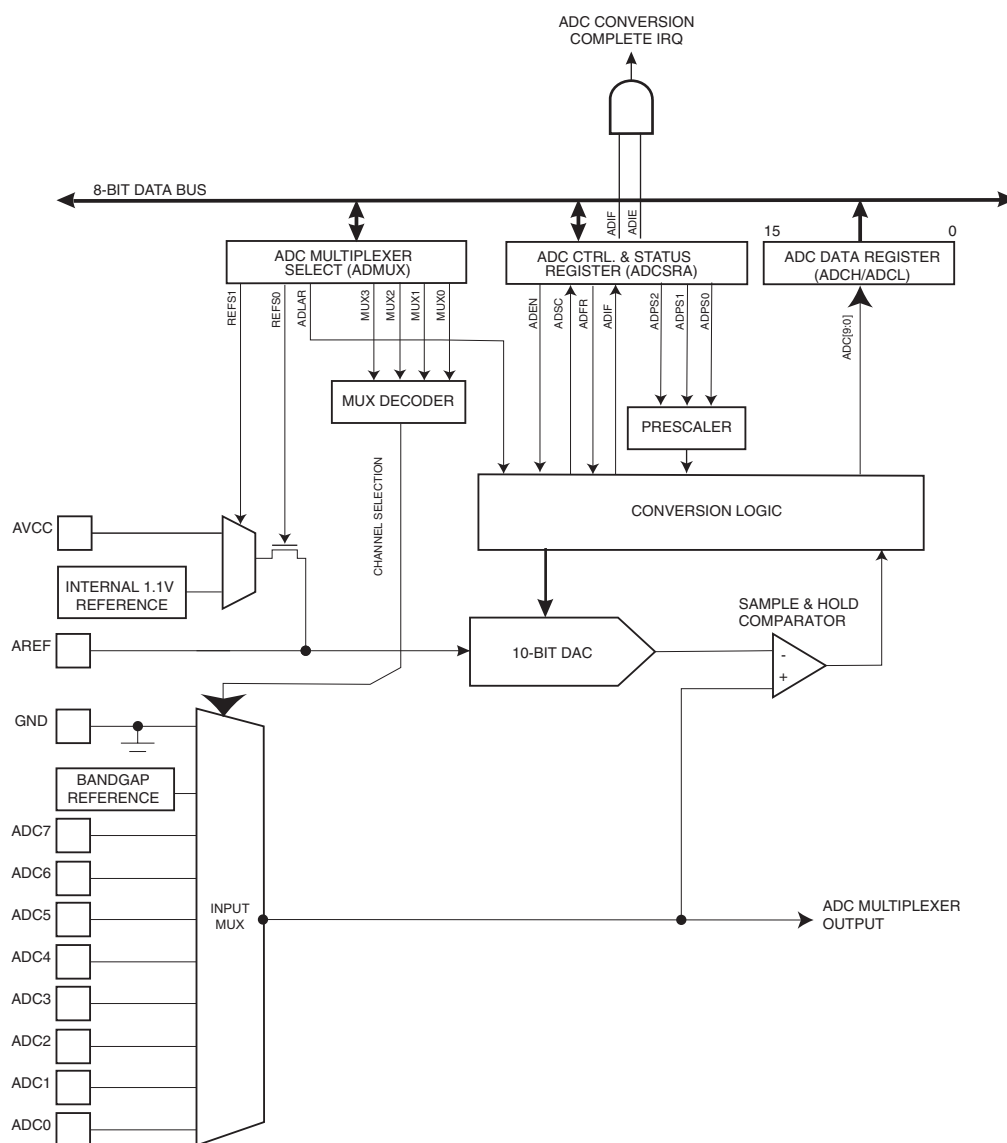 ADC CONVERSION
COMPLETE IRQ
8-BIT DATA BUS
ADIF
ADIE
15
0
ADC MULTIPLEXER
SELECT (ADMUX)
ADC CTRL. & STATUS
REGISTER (ADCSRA)
ADC DATA REGISTER
(ADCH/ADCL)
REFS1
REFS0
ADLAR
MUX3
MUX2
MUX1
MUX0
ADEN
ADSC
ADFR
ADIF
ADPS2
ADPS1
ADPS0
ADC[9:0]
MUX DECODER
PRESCALER
CHANNEL SELECTION
CONVERSION LOGIC
AVCC
INTERNAL 1.1V
REFERENCE
SAMPLE & HOLD
COMPARATOR
AREF
10-BIT DAC
-
+
GND
BANDGAP
REFERENCE
ADC7
ADC6
ADC5
INPUT
MUX
ADC MULTIPLEXER
OUTPUT
ADC4
ADC3
ADC2
ADC1
ADC0